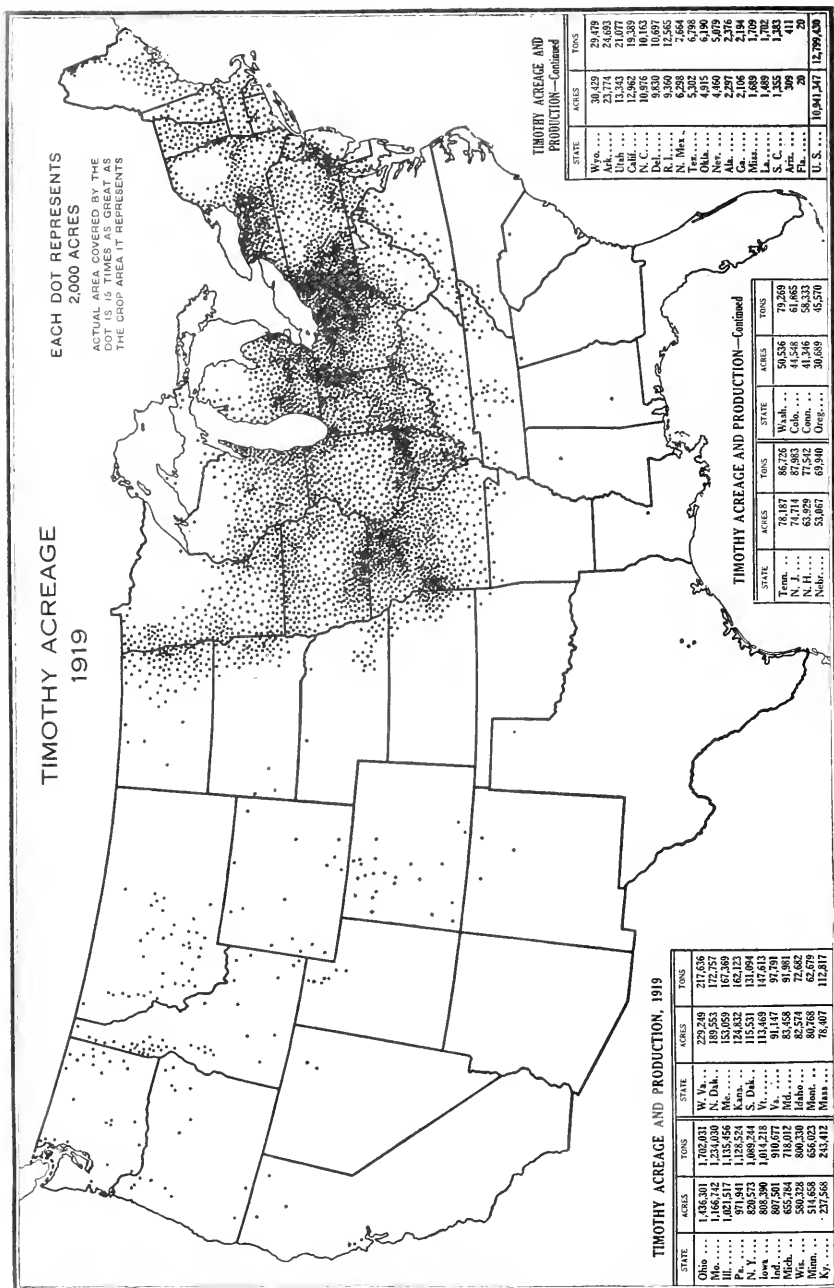 TIMOTHY ACREAGE
1919
EACH DOT REPRESENTS
2,000 ACRES
ACTUAL AREA COVERED BY THE
DOT IS 15 TIMES AS GREAT AS
THE CROP AREA IT REPRESENTS
TIMOTHY ACREAGE AND PRODUCTION, 1919
STATE ACRES TONS STATE ACRES TONS
Ohio..... 1,436,301 1,702,031 W. Va.... 229,249 217,636
Mo...... 1,166,742 1,234,030 N. Dak... 189,553 172,757
Ill....... 1,021,517 1,135,456 Me...... 153,059 167,369
Pa....... 971,941 1,128,524 Kans.... 124,832 162,123
N. Y..... 820,573 1,089,244 S. Dak.. 115,531 131,094
Iowa.... 808,390 1,014,218 Vt....... 113,469 147,613
Ind...... 807,501 910,677 Va....... 91,147 97,791
Mich.... 655,784 718,012 Md...... 83,458 91,981
Wis..... 580,328 800,330 Idaho.... 82,574 72,682
Minn.... 514,658 656,023 Mont.... 80,768 62,679
Ky....... 237,568 243,412 Mass.... 78,407 112,817
TIMOTHY ACREAGE AND PRODUCTION—Continued
STATE ACRES TONS STATE ACRES TONS
Tenn.... 78,187 86,726 Wash.... 50,536 79,269
N. J..... 74,714 87,983 Colo.... 44,548 61,865
N. H..... 63,929 77,542 Conn.... 41,346 58,333
Nebr.... 53,067 69,940 Oreg.... 30,689 45,570
TIMOTHY ACREAGE AND
PRODUCTION—Continued
STATE ACRES TONS
Wyo..... 30,429 29,479
Ark...... 23,774 24,693
Utah..... 13,343 21,077
Calif..... 12,962 19,389
N. C..... 10,976 10,163
Del...... 9,830 10,697
R. I...... 9,360 12,565
N. Mex.. 6,298 7,664
Tex...... 5,302 6,798
Okla..... 4,915 6,190
Nev..... 4,460 5,079
Ala...... 2,297 2,376
Ga....... 2,106 2,194
Miss..... 1,689 1,709
La....... 1,489 1,702
S. C..... 1,355 1,383
Ariz..... 309 411
Fla...... 20 20
U. S..... 10,941,347 12,799,430